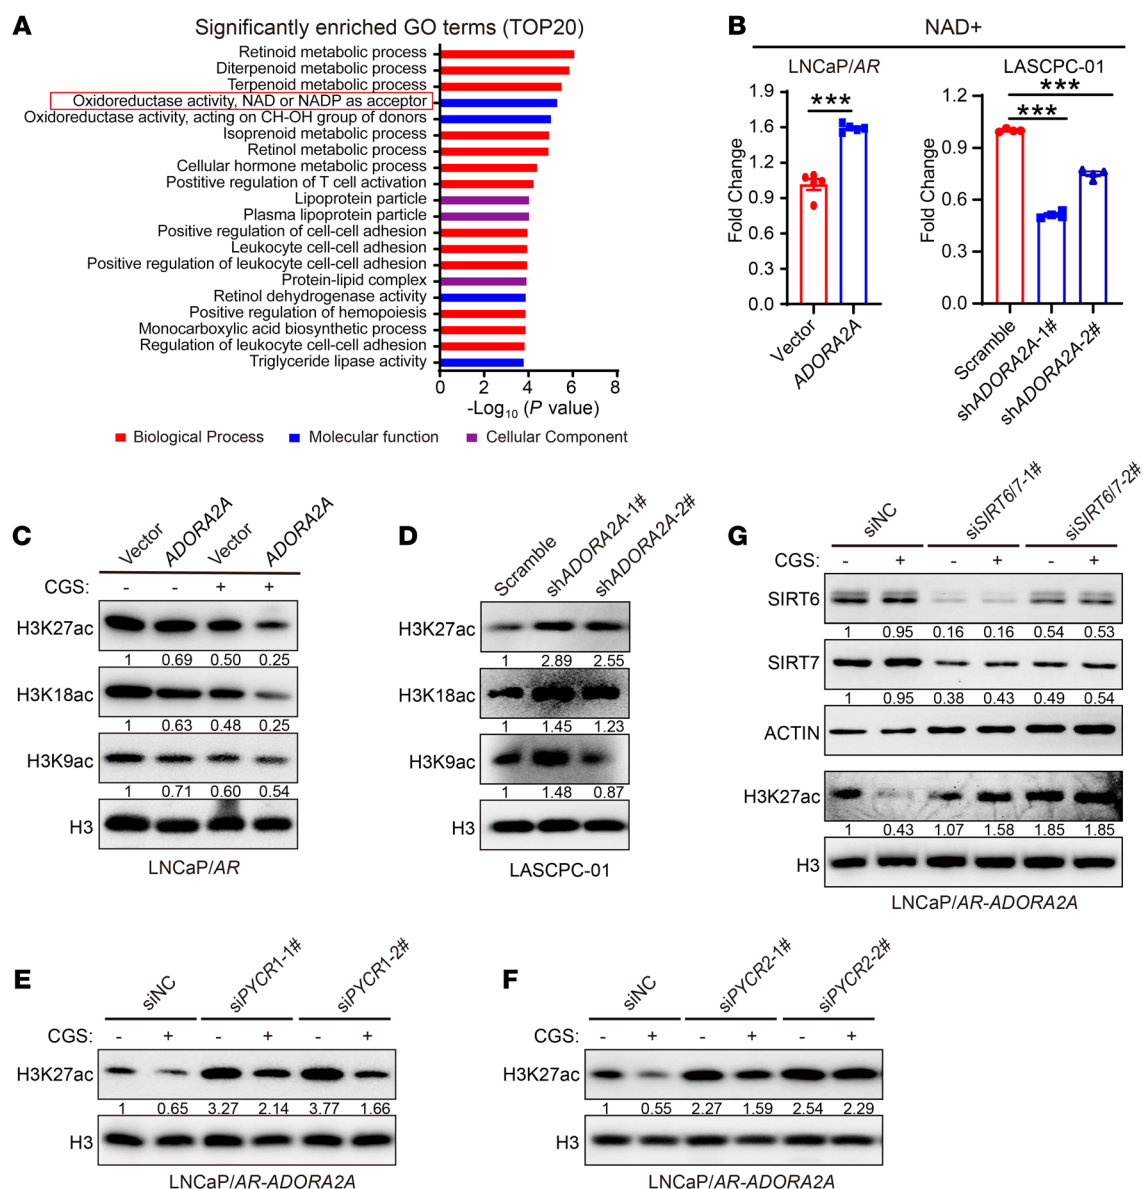 A
Significantly enriched GO terms (TOP20)
Retinoid metabolic process
Diterpenoid metabolic process
Terpenoid metabolic process
Oxidoreductase activity, NAD or NADP as acceptor
Oxidoreductase activity, acting on CH-OH group of donors
Isoprenoid metabolic process
Retinol metabolic process
Cellular hormone metabolic process
Postitive regulation of T cell activation
Lipoprotein particle
Plasma lipoprotein particle
Positive regulation of cell-cell adhesion
Leukocyte cell-cell adhesion
Positive regulation of leukocyte cell-cell adhesion
Protein-lipid complex
Retinol dehydrogenase activity
Positive regulation of hemopoiesis
Monocarboxylic acid biosynthetic process
Regulation of leukocyte cell-cell adhesion
Triglyceride lipase activity
0 2 4 6 8
-Log10 (P value)
Biological Process Molecular function Cellular Component
B
NAD+
LNCaP/AR
Fold Change
1.9
1.6
1.2
0.9
0.6
0.3
0.0
***
Vector
ADORA2A
LASCPC-01
Fold Change
1.2
0.9
0.6
0.3
0.0
***
***
Scramble
shADORA2A-1#
shADORA2A-2#
C
Vector ADORA2A Vector ADORA2A
CGS: - - + +
H3K27ac
1 0.69 0.50 0.25
H3K18ac
1 0.63 0.48 0.25
H3K9ac
1 0.71 0.60 0.54
H3
LNCaP/AR
D
Scramble shADORA2A-1# shADORA2A-2#
H3K27ac
1 2.89 2.55
H3K18ac
1 1.45 1.23
H3K9ac
1 1.48 0.87
H3
LASCPC-01
G
siNC siSIRT6/7-1# siSIRT6/7-2#
CGS: - + - + - +
SIRT6
1 0.95 0.16 0.16 0.54 0.53
SIRT7
1 0.95 0.38 0.43 0.49 0.54
ACTIN
H3K27ac
1 0.43 1.07 1.58 1.85 1.85
H3
LNCaP/AR-ADORA2A
E
siNC siPYCR1-1# siPYCR1-2#
CGS: - + - + - +
H3K27ac
1 0.65 3.27 2.14 3.77 1.66
H3
LNCaP/AR-ADORA2A
F
siNC siPYCR2-1# siPYCR2-2#
CGS: - + - + - +
H3K27ac
1 0.55 2.27 1.59 2.54 2.29
H3
LNCaP/AR-ADORA2A